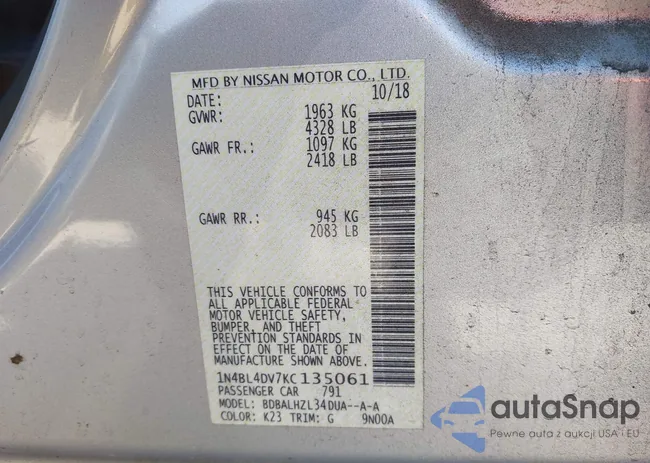 MFD BY NISSAN MOTOR CO., LTD.
DATE: 10/18
GVWR: 1963 KG
4328 LB
GAWR FR.: 1097 KG
2418 LB
GAWR RR.: 945 KG
2083 LB
THIS VEHICLE CONFORMS TO
ALL APPLICABLE FEDERAL
MOTOR VEHICLE SAFETY,
BUMPER, AND THEFT
PREVENTION STANDARDS IN
EFFECT ON THE DATE OF
MANUFACTURE SHOWN ABOVE.
1N4BL4DV7KC135061
PASSENGER CAR 791
MODEL: BDBALHZL34DUA--A-A
COLOR: K23 TRIM: G 9N00A
autoSnap
Pewne auta z aukcji USA i EU